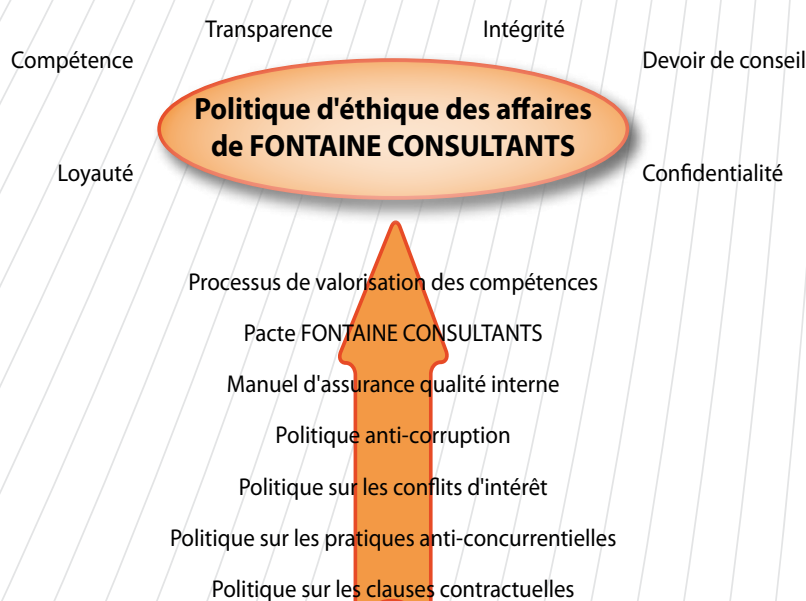 Transparence
Intégrité
Compétence
Devoir de conseil
Politique d'éthique des affaires
de FONTAINE CONSULTANTS
Loyauté
Confidentialité
Processus de valorisation des compétences
Pacte FONTAINE CONSULTANTS
Manuel d'assurance qualité interne
Politique anti-corruption
Politique sur les conflits d'intérêt
Politique sur les pratiques anti-concurrentielles
Politique sur les clauses contractuelles